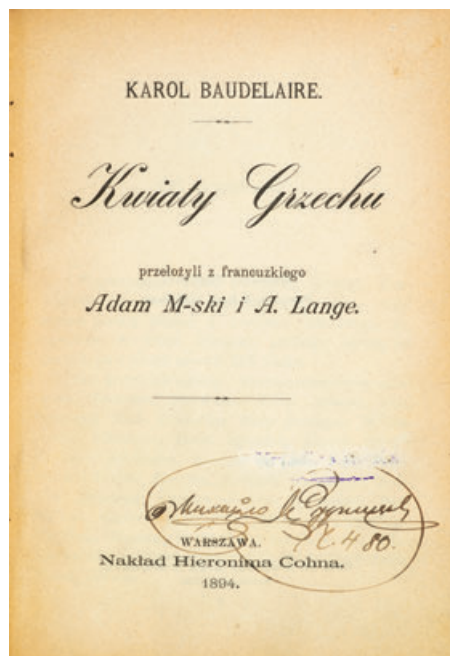 KAROL BAUDELAIRE.
Kwiaty Grzechu
przełożyli z francuzkiego
Adam M-ski i A. Lange.
WARSZAWA.
Nakład Hieronima Cohna.
1894.